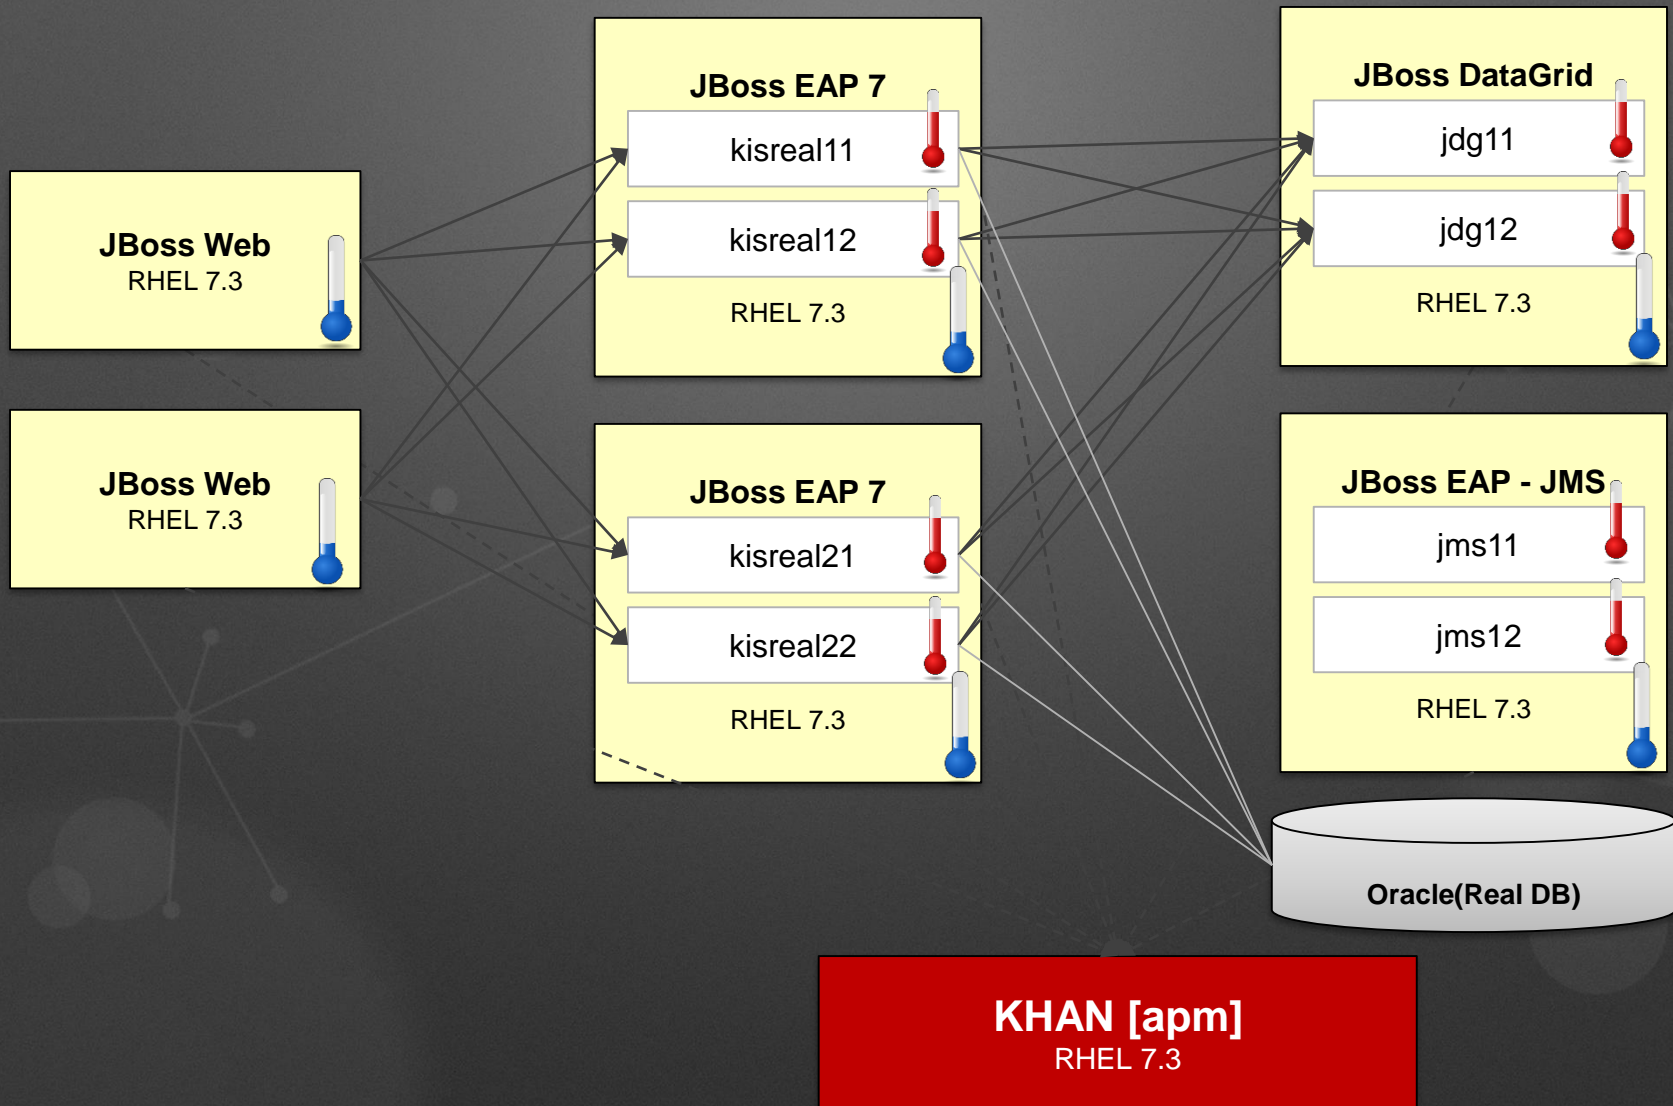 JBoss Web
RHEL 7.3
JBoss Web
RHEL 7.3
JBoss EAP 7
kisreal11
kisreal12
RHEL 7.3
JBoss EAP 7
kisreal21
kisreal22
RHEL 7.3
JBoss DataGrid
jdg11
jdg12
RHEL 7.3
JBoss EAP - JMS
jms11
jms12
RHEL 7.3
Oracle(Real DB)
KHAN [apm]
RHEL 7.3